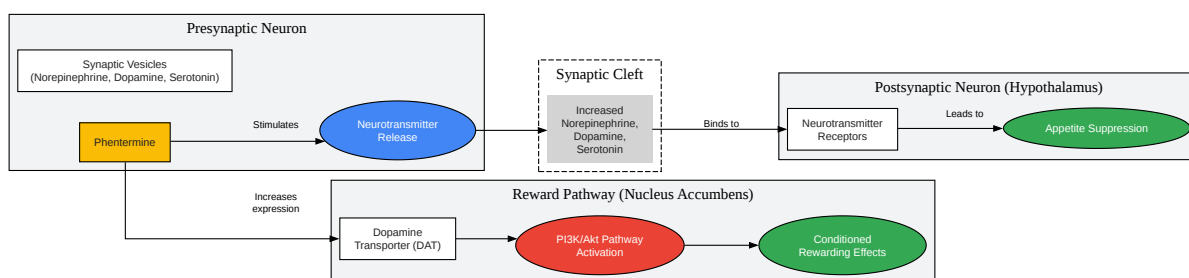 Presynaptic Neuron
Synaptic Vesicles
(Norepinephrine, Dopamine, Serotonin)
Phentermine
Stimulates
Neurotransmitter
Release
Synaptic Cleft
Increased
Norepinephrine,
Dopamine,
Serotonin
Binds to
Postsynaptic Neuron (Hypothalamus)
Neurotransmitter
Receptors
Leads to
Appetite Suppression
Increases
expression
Reward Pathway (Nucleus Accumbens)
Dopamine
Transporter (DAT)
PI3K/Akt Pathway
Activation
Conditioned
Rewarding Effects